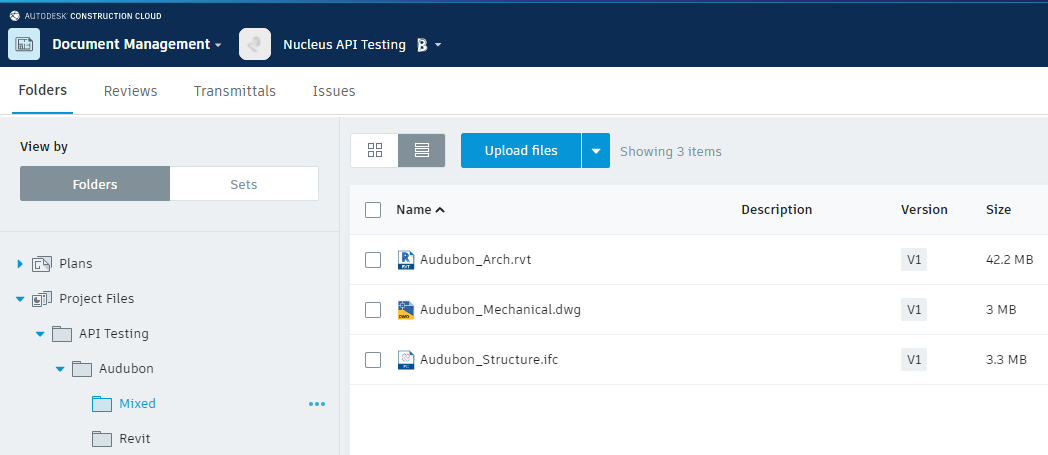 AUTODESK CONSTRUCTION CLOUD
Document Management
Nucleus API Testing B
Folders Reviews Transmittals Issues
View by
Folders Sets
Plans
Project Files
API Testing
Audubon
Mixed
Revit
Upload files Showing 3 items
Name Description Version Size
Audubon_Arch.rvt V1 42.2 MB
Audubon_Mechanical.dwg V1 3 MB
Audubon_Structure.ifc V1 3.3 MB